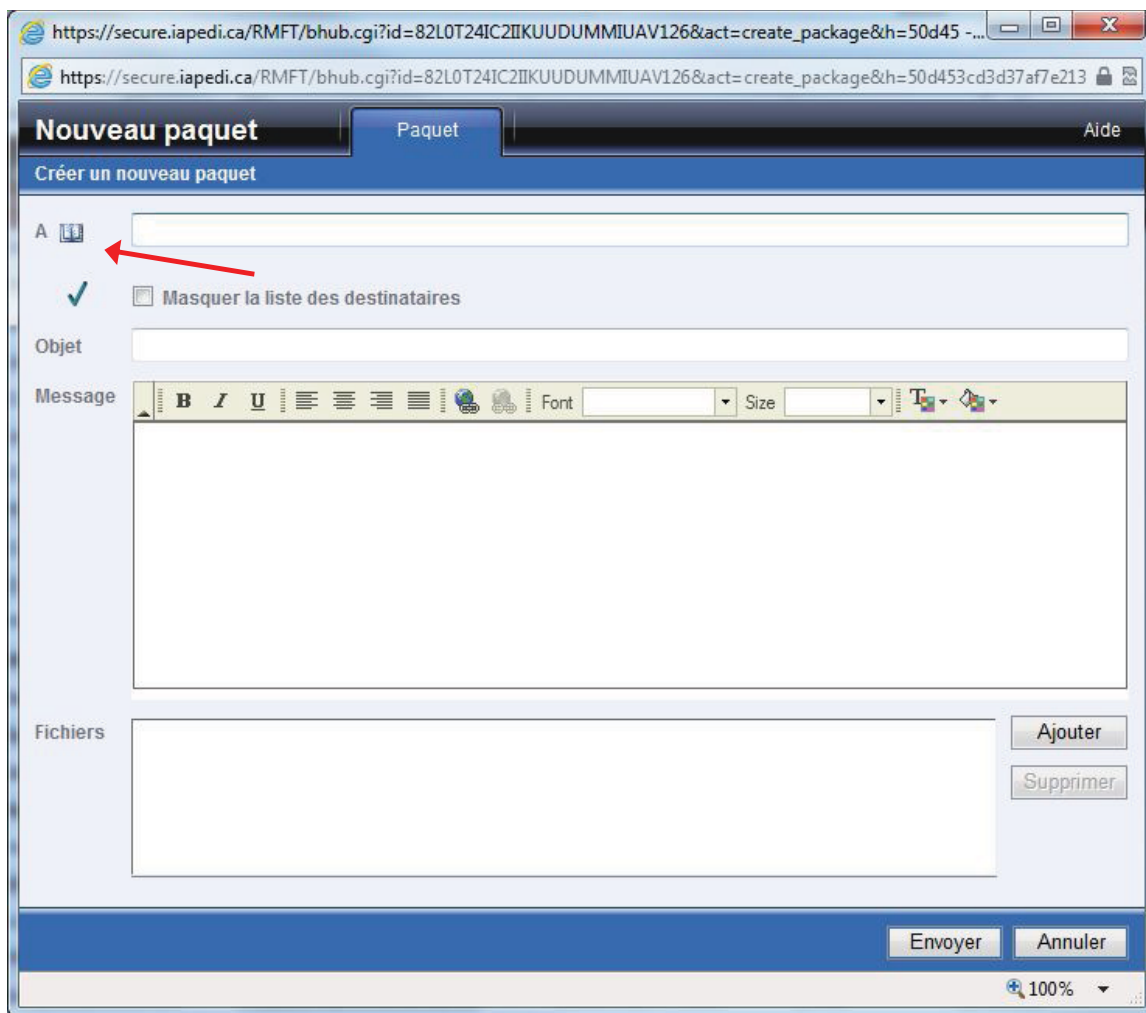 https://secure.iapedi.ca/RMFT/bhub.cgi?id=82L0T24IC2IIKUUDUMMIUAV126&act=create_package&h=50d45 -...
https://secure.iapedi.ca/RMFT/bhub.cgi?id=82L0T24IC2IIKUUDUMMIUAV126&act=create_package&h=50d453cd3d37af7e213
Nouveau paquet Paquet Aide
Créer un nouveau paquet
A
Masquer la liste des destinataires
Objet
Message B I U Font Size
Fichiers Ajouter
Supprimer
Envoyer Annuler
100%